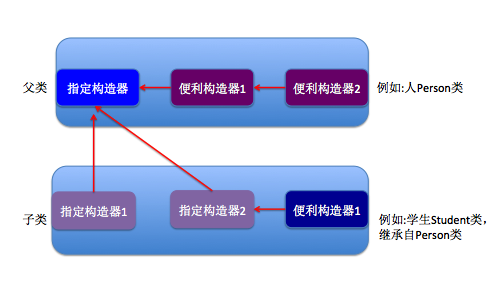 父类
指定构造器
便利构造器1
便利构造器2
例如:人Person类
子类
指定构造器1
指定构造器2
便利构造器1
例如:学生Student类,
继承自Person类